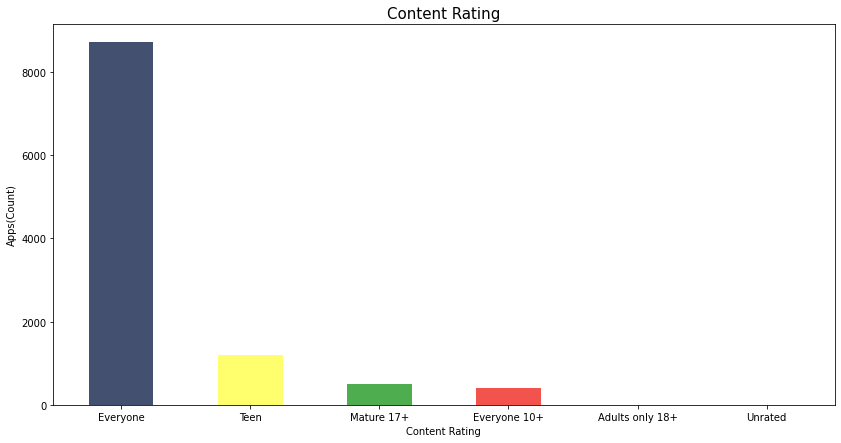 Content Rating
8000
6000
4000
2000
0
Apps(Count)
Everyone
Teen
Mature 17+
Everyone 10+
Adults only 18+
Unrated
Content Rating